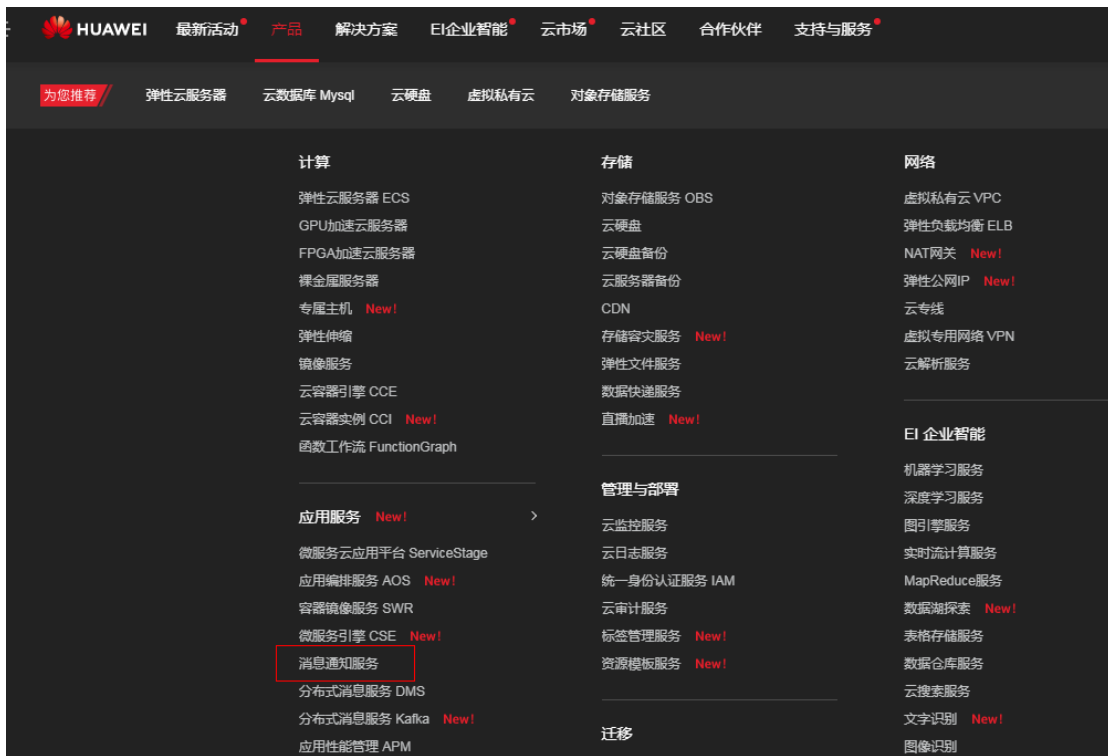 HUAWEI 最新活动 产品 解决方案 EI企业智能 云市场 云社区 合作伙伴 支持与服务
为您推荐 弹性云服务器 云数据库 Mysql 云硬盘 虚拟私有云 对象存储服务
计算
弹性云服务器 ECS
GPU加速云服务器
FPGA加速云服务器
裸金属服务器
专属主机 New!
弹性伸缩
镜像服务
云容器引擎 CCE
云容器实例 CCI New!
函数工作流 FunctionGraph
应用服务 New! >
微服务云应用平台 ServiceStage
应用编排服务 AOS New!
容器镜像服务 SWR
微服务引擎 CSE New!
消息通知服务
分布式消息服务 DMS
分布式消息服务 Kafka New!
应用性能管理 APM
存储
对象存储服务 OBS
云硬盘
云硬盘备份
云服务器备份
CDN
存储容灾服务 New!
弹性文件服务
数据快递服务
直播加速 New!
管理与部署
云监控服务
云日志服务
统一身份认证服务 IAM
云审计服务
标签管理服务 New!
资源模板服务 New!
迁移
网络
虚拟私有云 VPC
弹性负载均衡 ELB
NAT网关 New!
弹性公网IP New!
云专线
虚拟专用网络 VPN
云解析服务
EI 企业智能
机器学习服务
深度学习服务
图引擎服务
实时流计算服务
MapReduce服务
数据湖探索 New!
表格存储服务
数据仓库服务
云搜索服务
文字识别 New!
图像识别